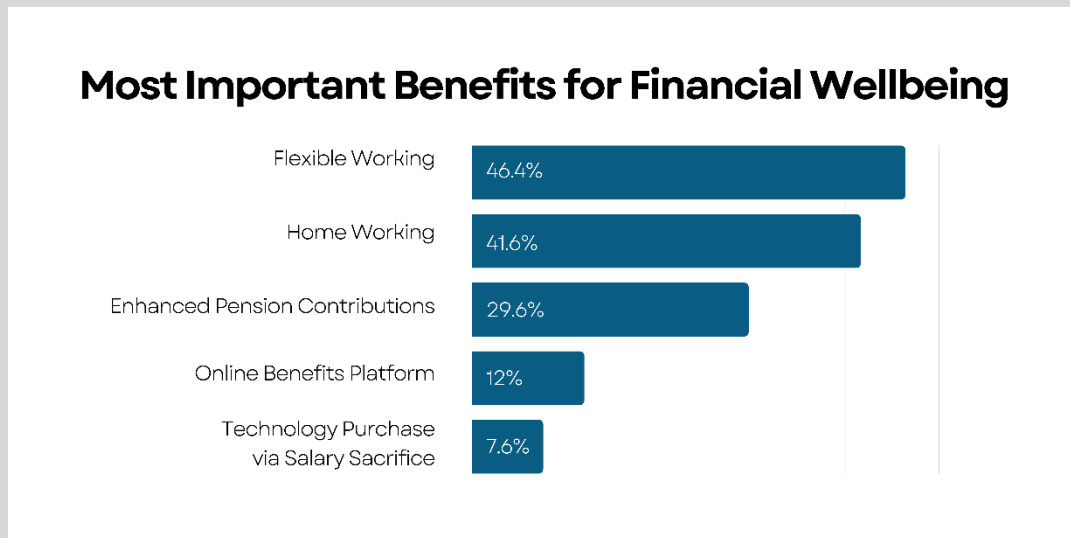 Most Important Benefits for Financial Wellbeing
Flexible Working
46.4%
Home Working
41.6%
Enhanced Pension Contributions
29.6%
Online Benefits Platform
12%
Technology Purchase
via Salary Sacrifice
7.6%